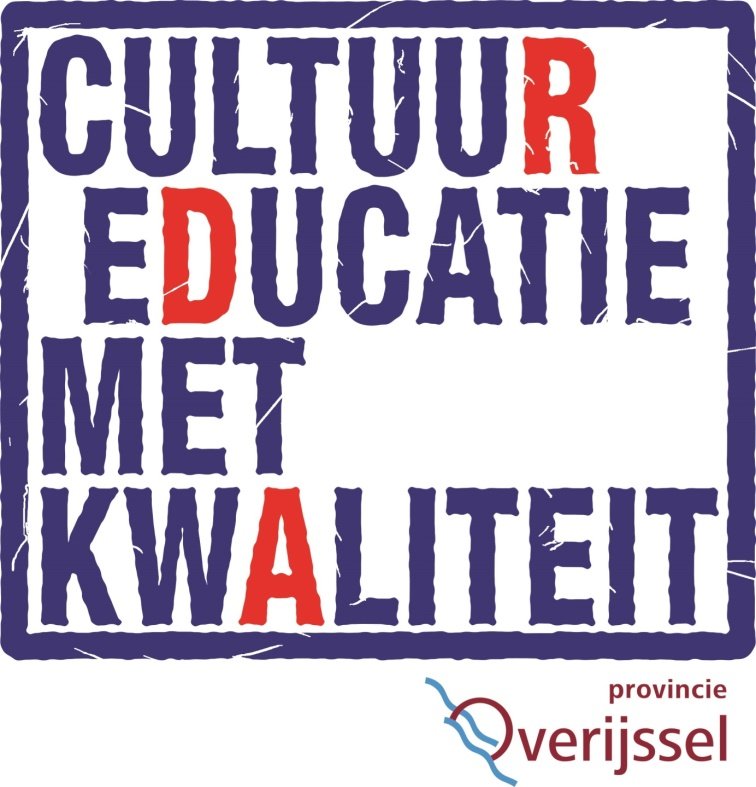 CULTUUR
EDUCATIE
MET
KWALITEIT
provincie
Overijssel